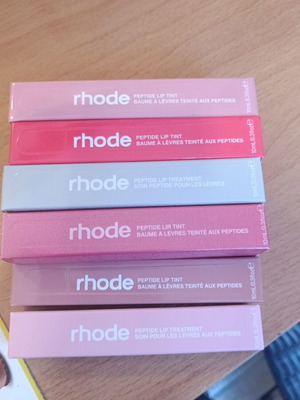 rhode
PEPTIDE LIP TINT
BAUME À LÈVRES TEINTÉ AUX PEPTIDES
rhode
PEPTIDE LIP TINT
BAUME À LÈVRES TEINTÉ AUX PEPTIDES
rhode
PEPTIDE LIP TREATMENT
SOIN PEPTIDE POUR LES LÈVRES
rhode
PEPTIDE LIP TINT
BAUME À LÈVRES TEINTÉ AUX PEPTIDES
rhode
PEPTIDE LIP TINT
BAUME À LÈVRES TEINTÉ AUX PEPTIDES
rhode
PEPTIDE LIP TREATMENT
SOIN POUR LES LÈVRES AUX PEPTIDES